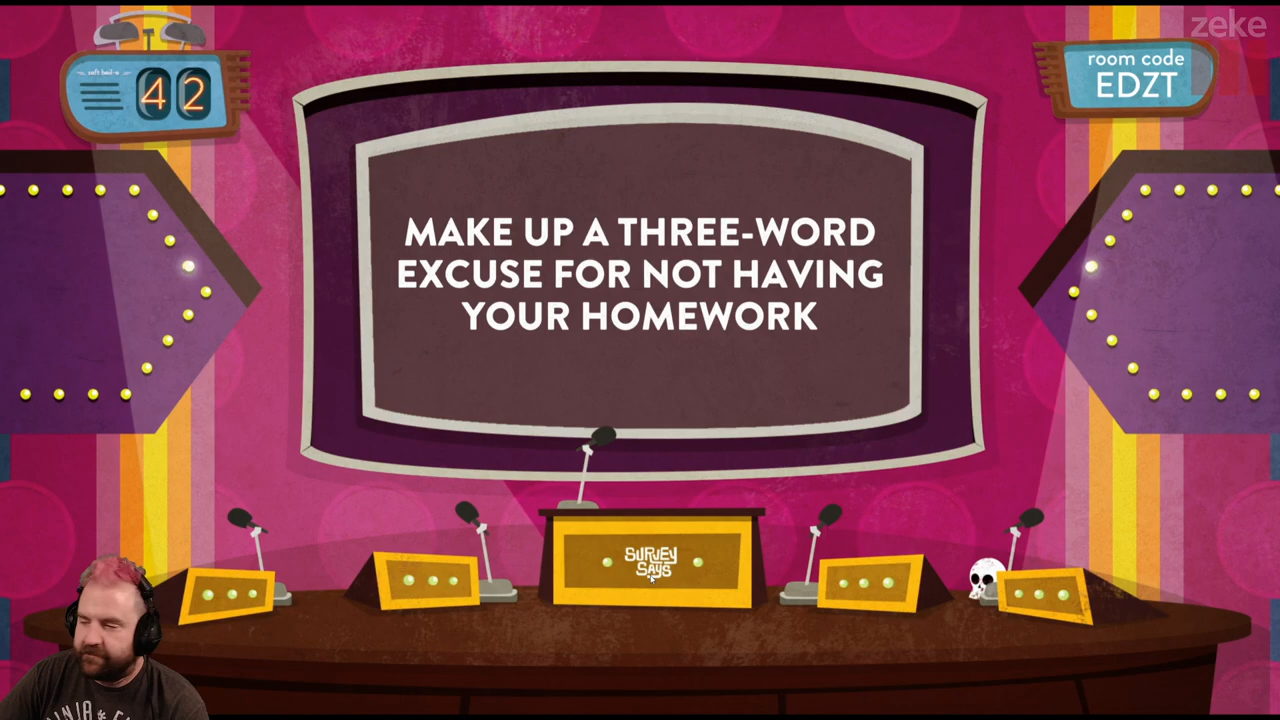 zeke
room code
EDZT
42
MAKE UP A THREE-WORD
EXCUSE FOR NOT HAVING
YOUR HOMEWORK
SURVEY
SAYS